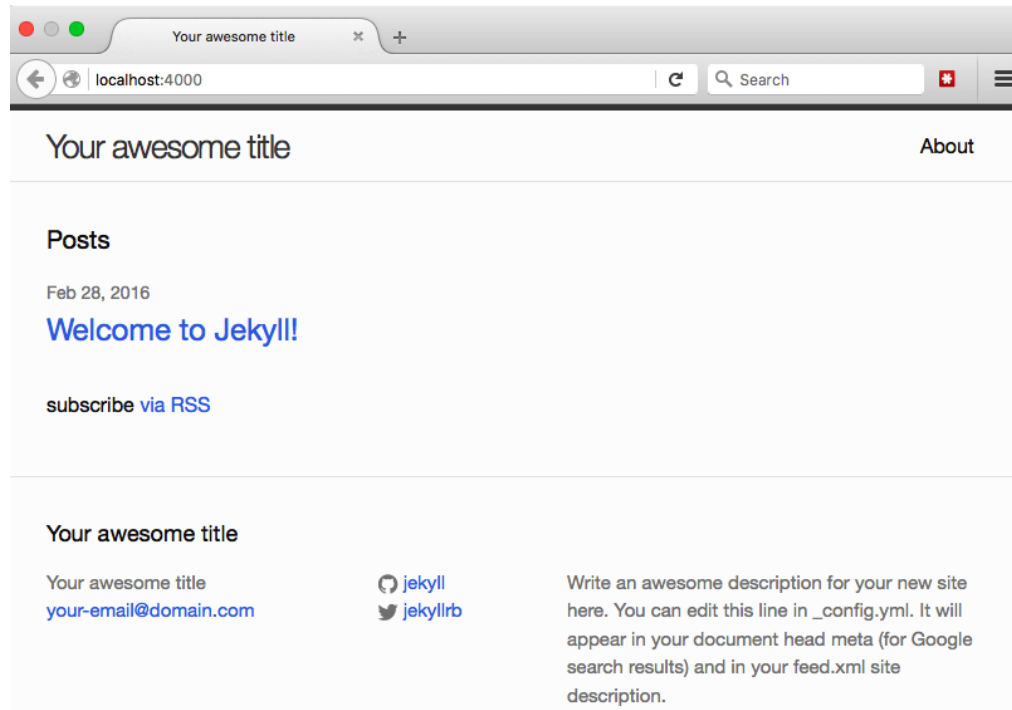 Your awesome title
localhost:4000
Search
Your awesome title
About
Posts
Feb 28, 2016
Welcome to Jekyll!
subscribe via RSS
Your awesome title
Your awesome title
your-email@domain.com
jekyll
jekyllrb
Write an awesome description for your new site
here. You can edit this line in _config.yml. It will
appear in your document head meta (for Google
search results) and in your feed.xml site
description.